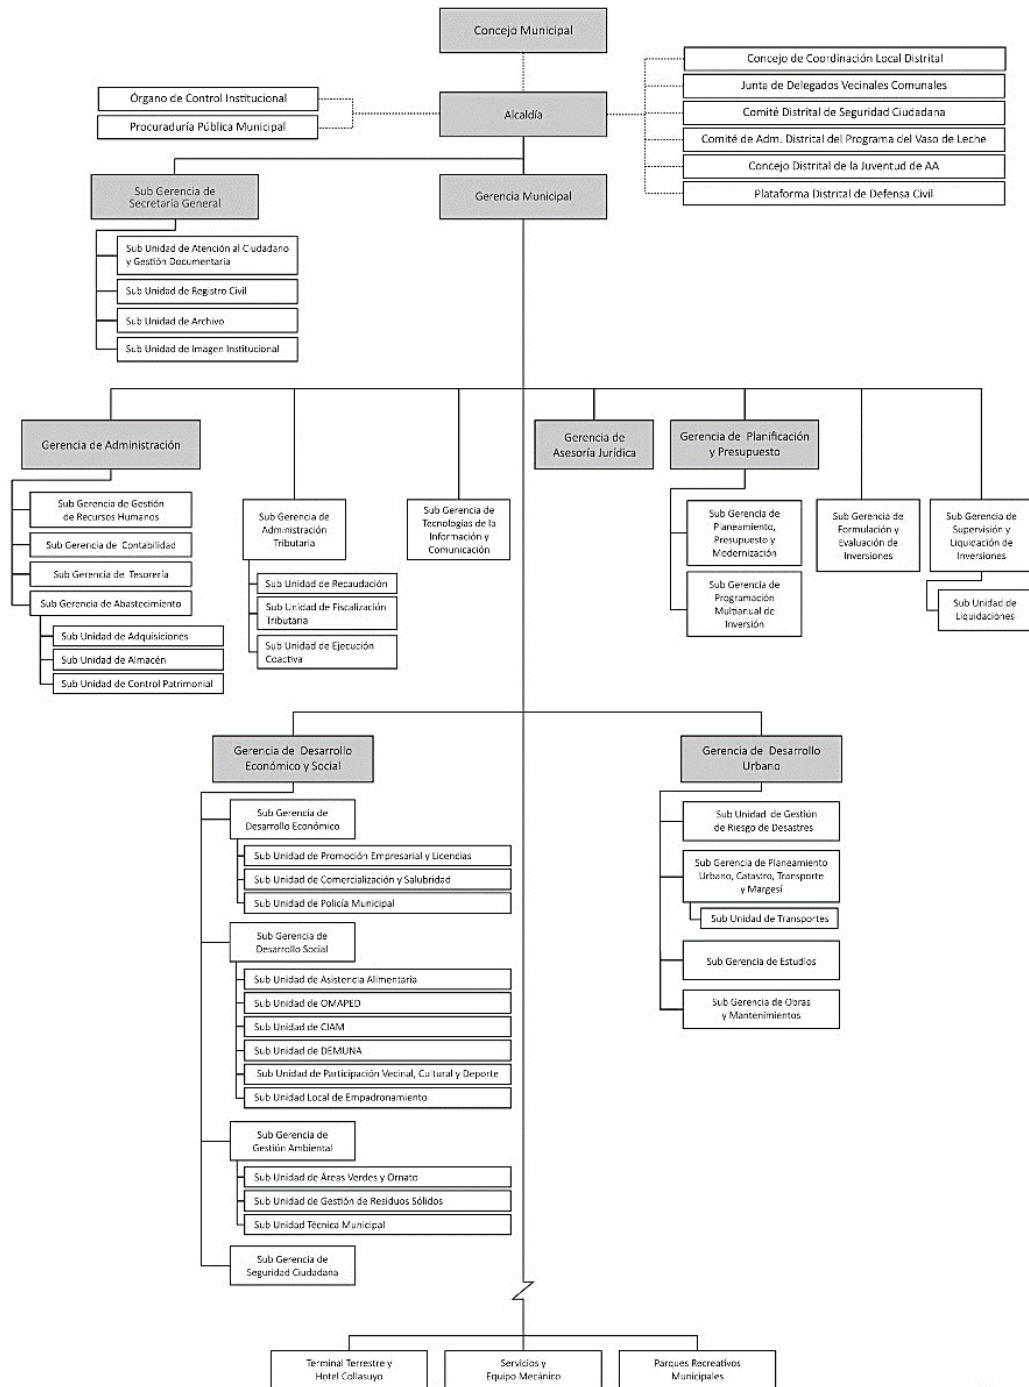 Concejo Municipal
Concejo de Coordinación Local Distrital
Junta de Delegados Vecinales Comunales
Comité Distrital de Seguridad Ciudadana
Comité de Adm. Distrital del Programa del Vaso de Leche
Concejo Distrital de la Juventud de AA
Plataforma Distrital de Defensa Civil
Órgano de Control Institucional
Procuraduría Pública Municipal
Alcaldía
Sub Gerencia de
Secretaría General
Gerencia Municipal
Sub Unidad de Atención al Ciudadano
y Gestión Documentaria
Sub Unidad de Registro Civil
Sub Unidad de Archivo
Sub Unidad de Imagen Institucional
Gerencia de Administración
Sub Gerencia de Gestión
de Recursos Humanos
Sub Gerencia de Contabilidad
Sub Gerencia de Tesorería
Sub Gerencia de Abastecimiento
Sub Unidad de Adquisiciones
Sub Unidad de Almacén
Sub Unidad de Control Patrimonial
Sub Gerencia de
Administración
Tributaria
Sub Unidad de Recaudación
Sub Unidad de Fiscalización
Tributaria
Sub Unidad de Ejecución
Coactiva
Sub Gerencia de
Tecnologías de la
Información y
Comunicación
Gerencia de
Asesoría Jurídica
Gerencia de Planificación
y Presupuesto
Sub Gerencia de
Planeamiento,
Presupuesto y
Modernización
Sub Gerencia de
Programación
Multianual de
Inversión
Sub Gerencia de
Formulación y
Evaluación de
Inversiones
Sub Gerencia de
Supervisión y
Liquidación de
Inversiones
Sub Unidad de
Liquidaciones
Gerencia de Desarrollo
Económico y Social
Sub Gerencia de
Desarrollo Económico
Sub Unidad de Promoción Empresarial y Licencias
Sub Unidad de Comercialización y Salubridad
Sub Unidad de Policía Municipal
Sub Gerencia de
Desarrollo Social
Sub Unidad de Asistencia Alimentaria
Sub Unidad de OMAPED
Sub Unidad de CIAM
Sub Unidad de DEMUNA
Sub Unidad de Participación Vecinal, Cultural y Deporte
Sub Unidad Local de Empadronamiento
Sub Gerencia de
Gestión Ambiental
Sub Unidad de Áreas Verdes y Ornato
Sub Unidad de Gestión de Residuos Sólidos
Sub Unidad Técnica Municipal
Sub Gerencia de
Seguridad Ciudadana
Gerencia de Desarrollo
Urbano
Sub Unidad de Gestión
de Riesgo de Desastres
Sub Gerencia de Planeamiento
Urbano, Catastro, Transporte
y Margesí
Sub Unidad de Transportes
Sub Gerencia de Estudios
Sub Gerencia de Obras
y Mantenimientos
Terminal Terrestre y
Hotel Collasuyo
Servicios y
Equipo Mecánico
Parques Recreativos
Municipales